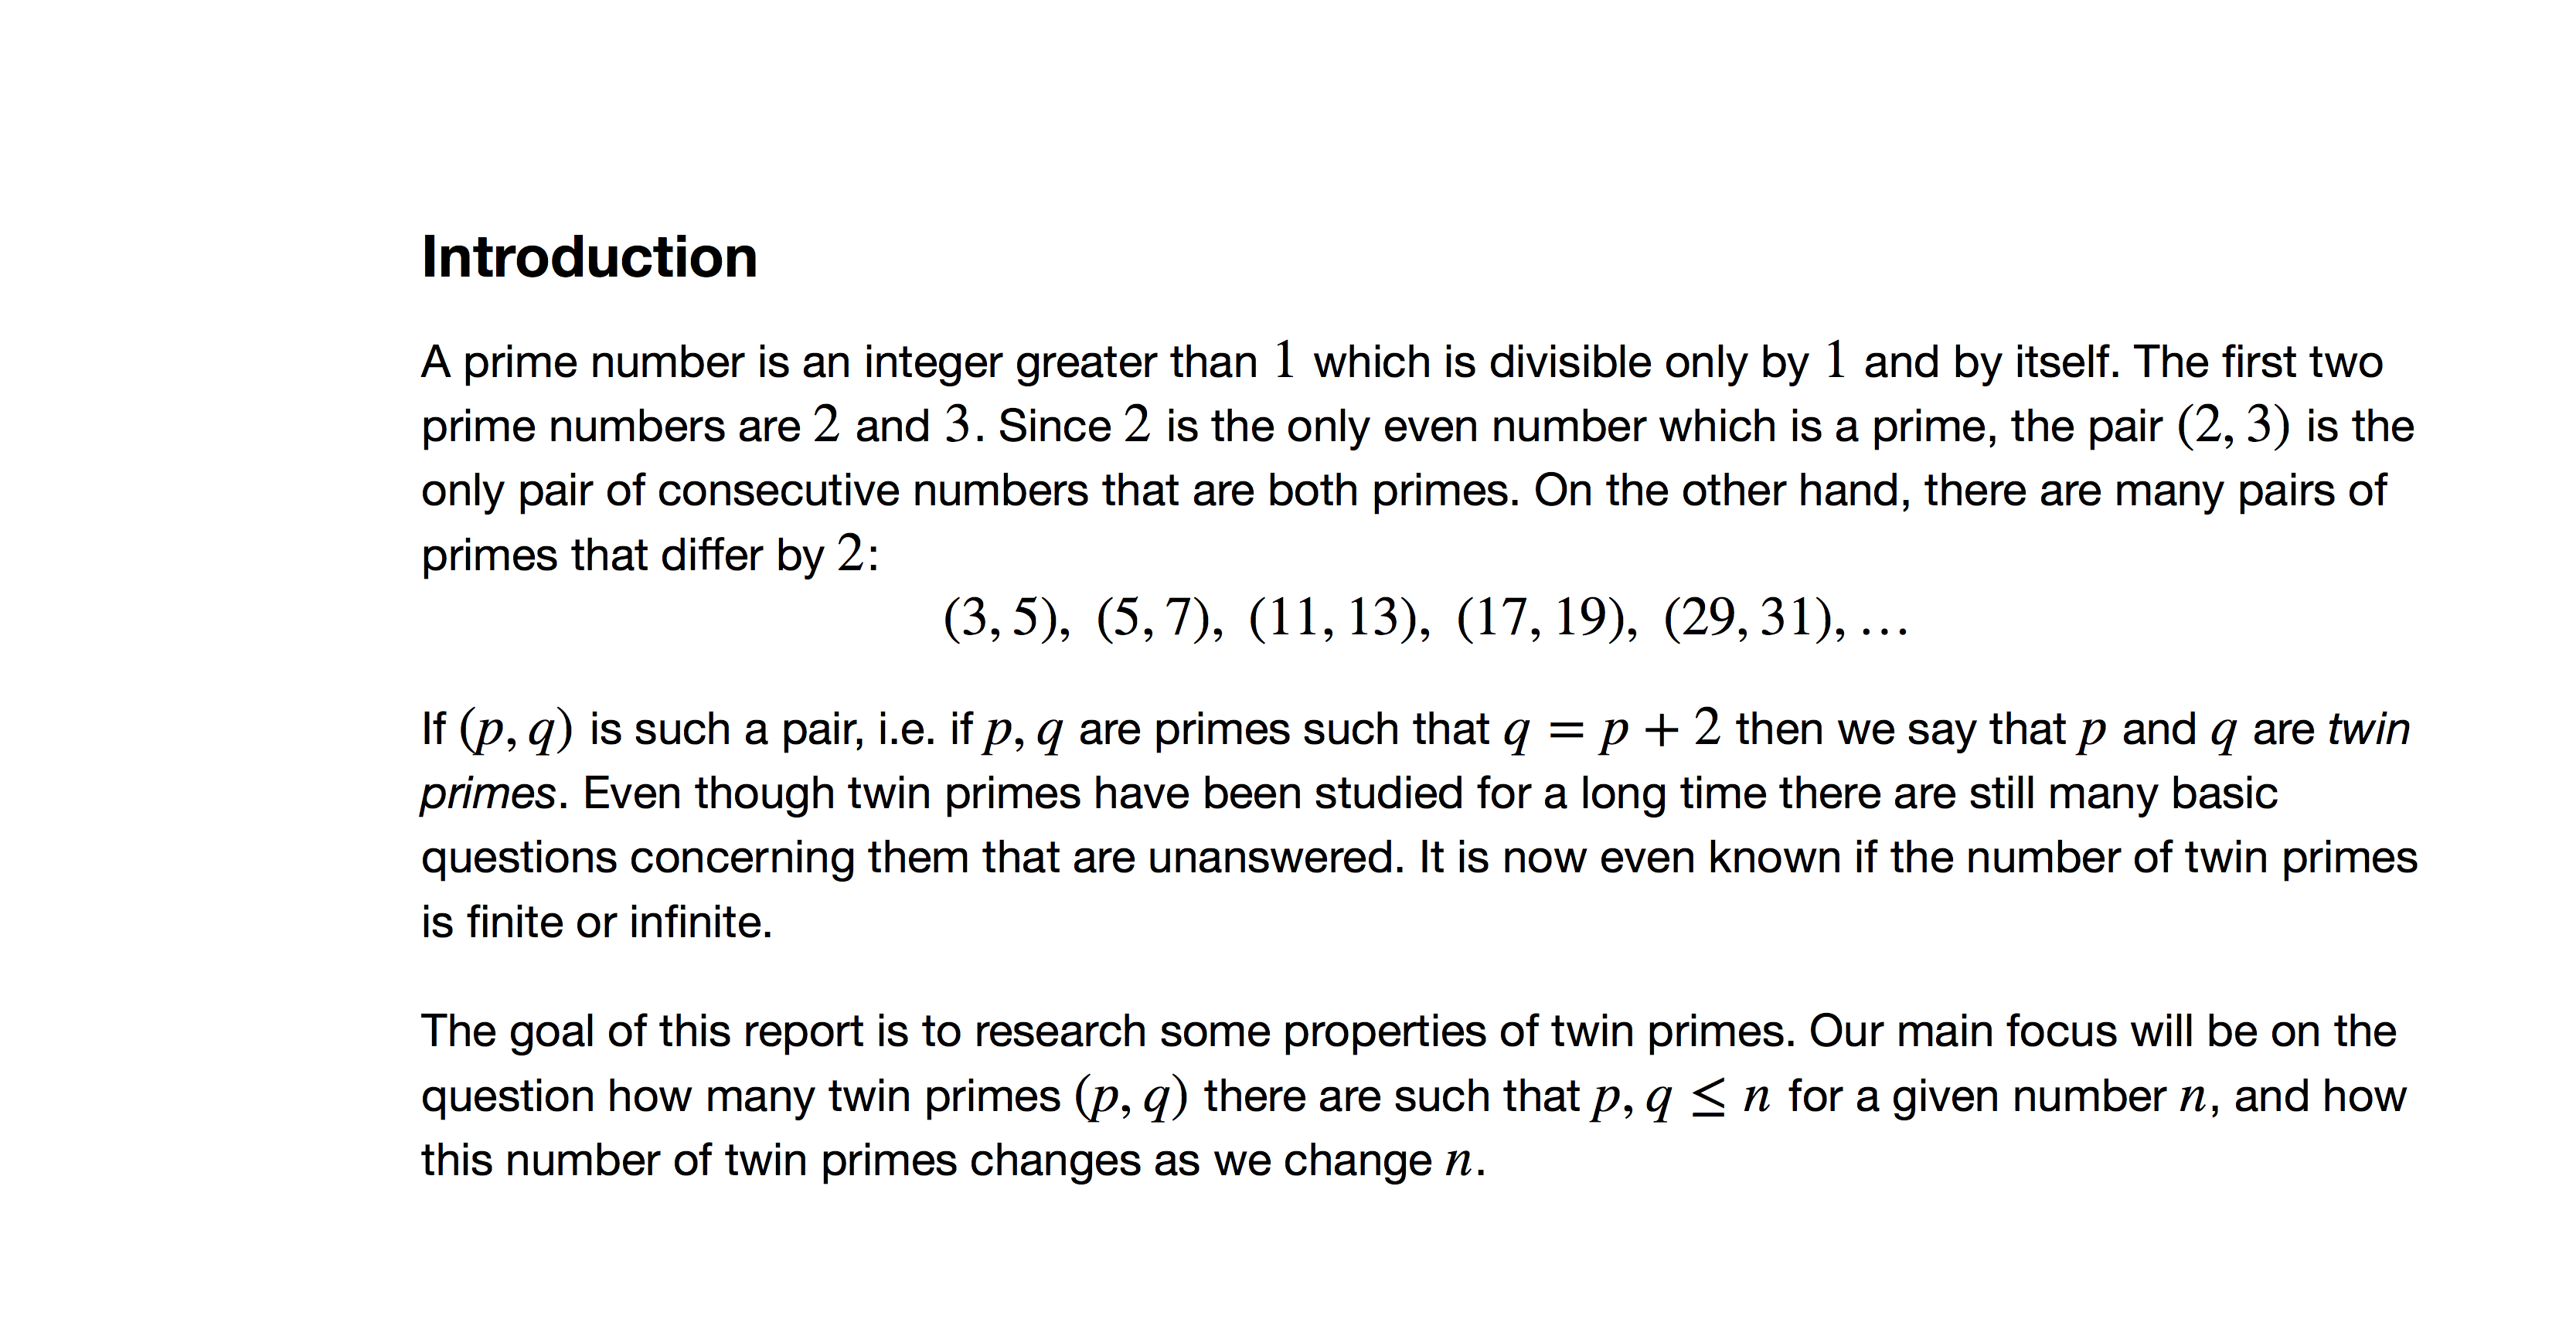 Introduction
A prime number is an integer greater than 1 which is divisible only by 1 and by itself. The first two
prime numbers are 2 and 3. Since 2 is the only even number which is a prime, the pair (2, 3) is the
only pair of consecutive numbers that are both primes. On the other hand, there are many pairs of
primes that differ by 2:
(3, 5), (5, 7), (11, 13), (17, 19), (29, 31), …
If (p, q) is such a pair, i.e. if p, q are primes such that q = p + 2 then we say that p and q are twin
primes. Even though twin primes have been studied for a long time there are still many basic
questions concerning them that are unanswered. It is now even known if the number of twin primes
is finite or infinite.
The goal of this report is to research some properties of twin primes. Our main focus will be on the
question how many twin primes (p, q) there are such that p, q ≤ n for a given number n, and how
this number of twin primes changes as we change n.